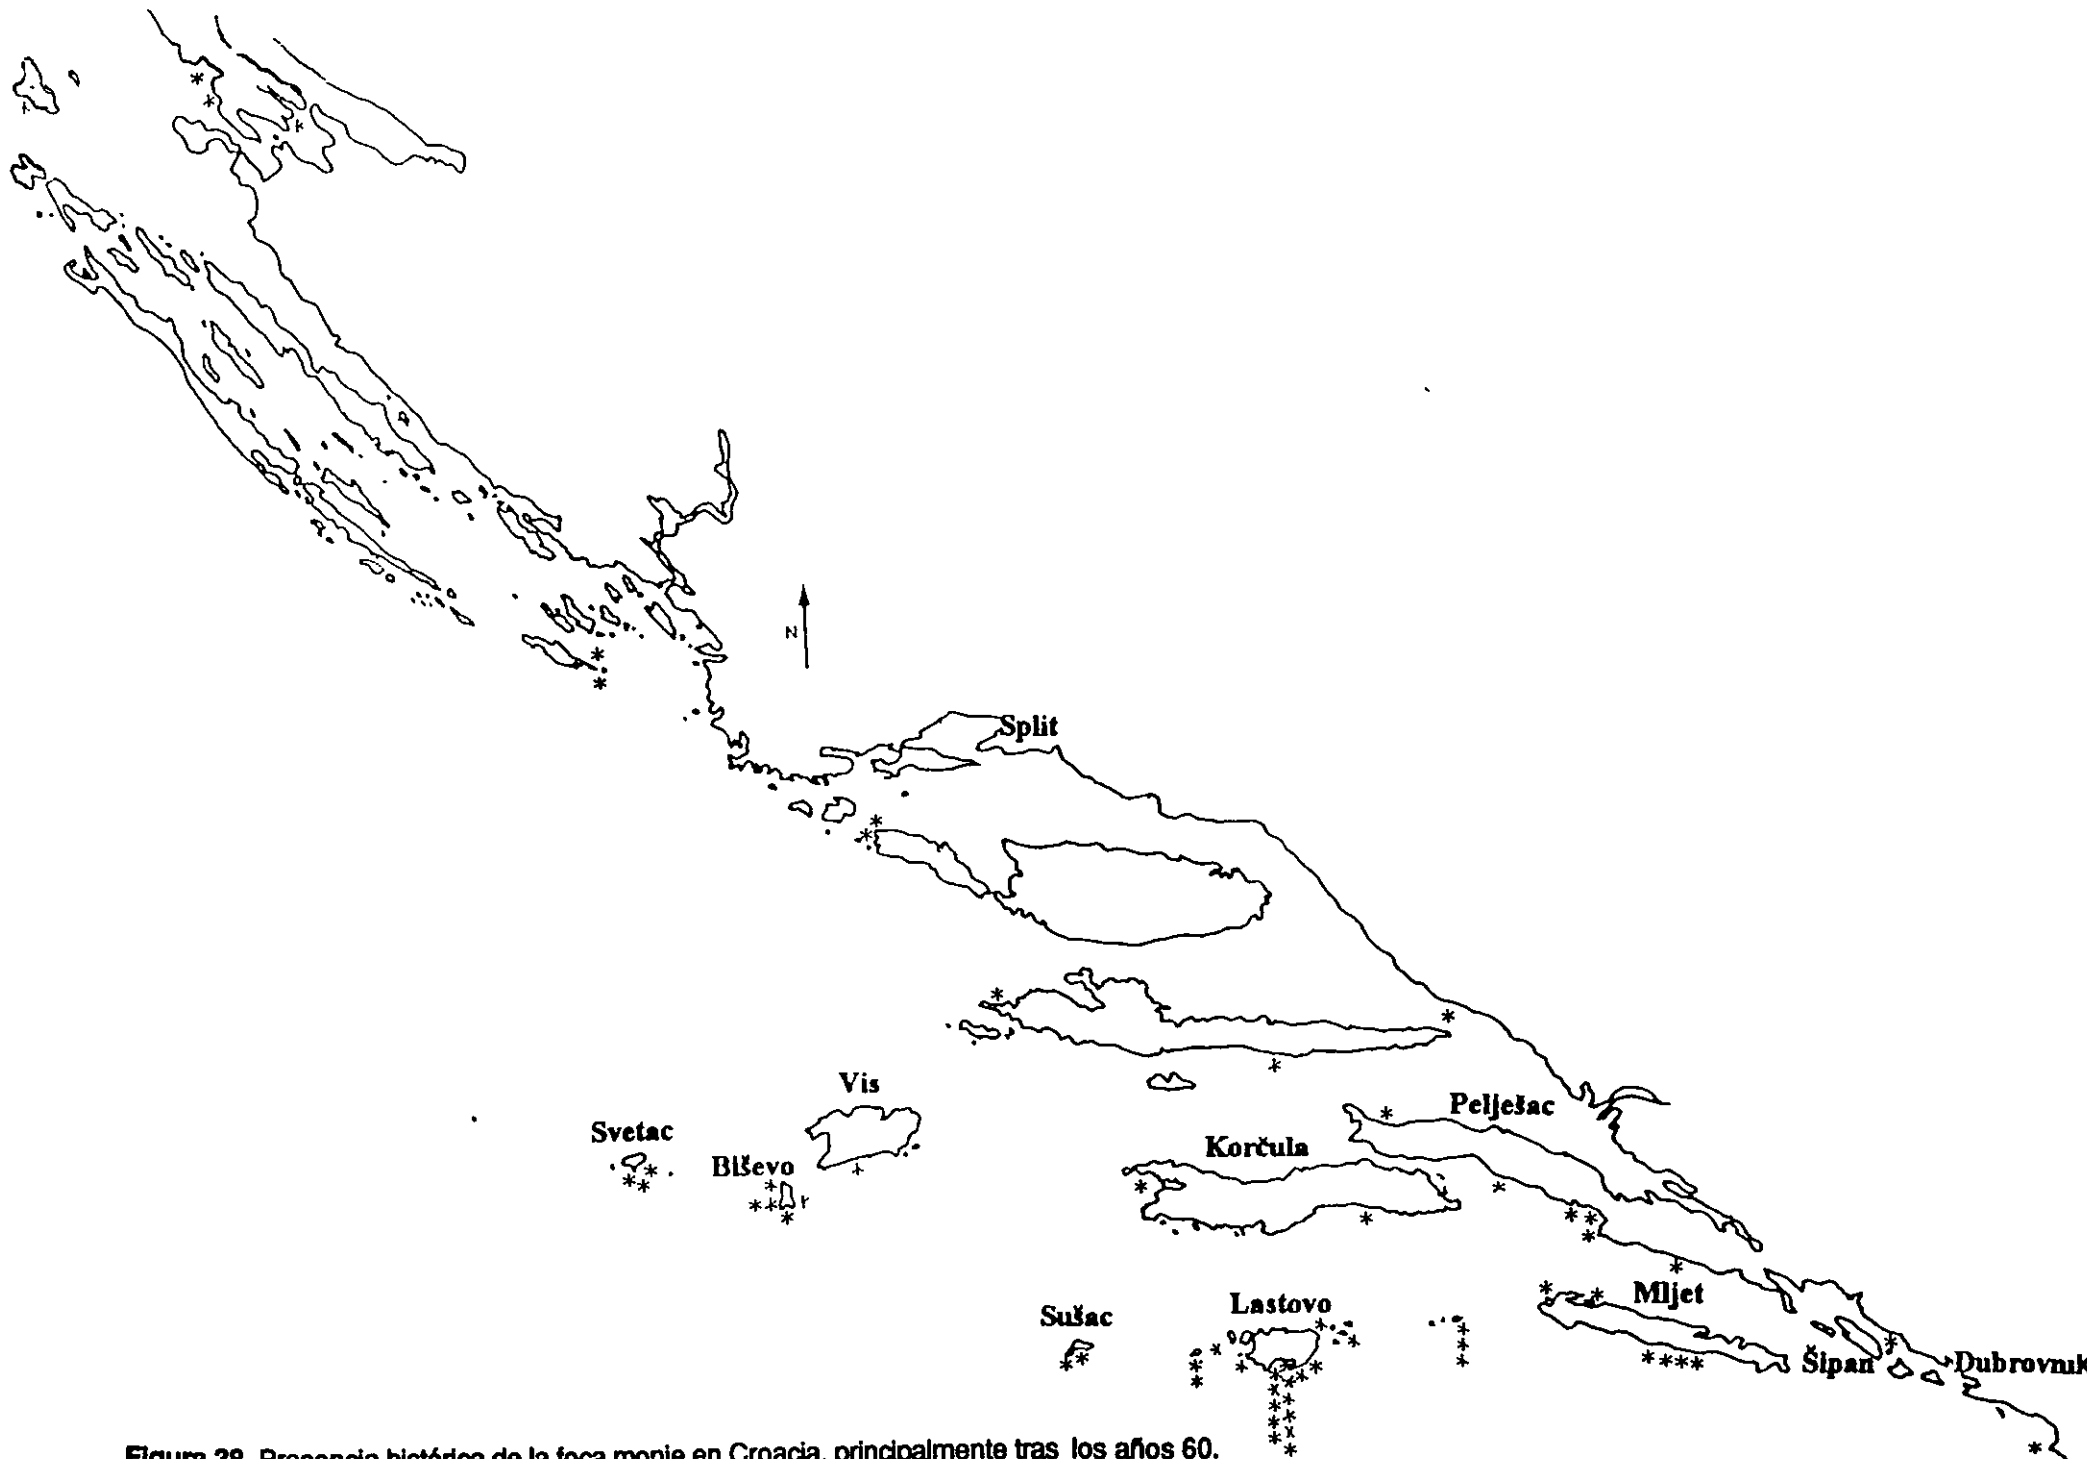 N
Split
Vis
Svetac
Biševo
Pelješac
Korčula
Sušac
Lastovo
Mljet
Šipan
Dubrovnik
Figura 28. Presencia histórica de la foca monje en Croacia, principalmente tras los años 60.